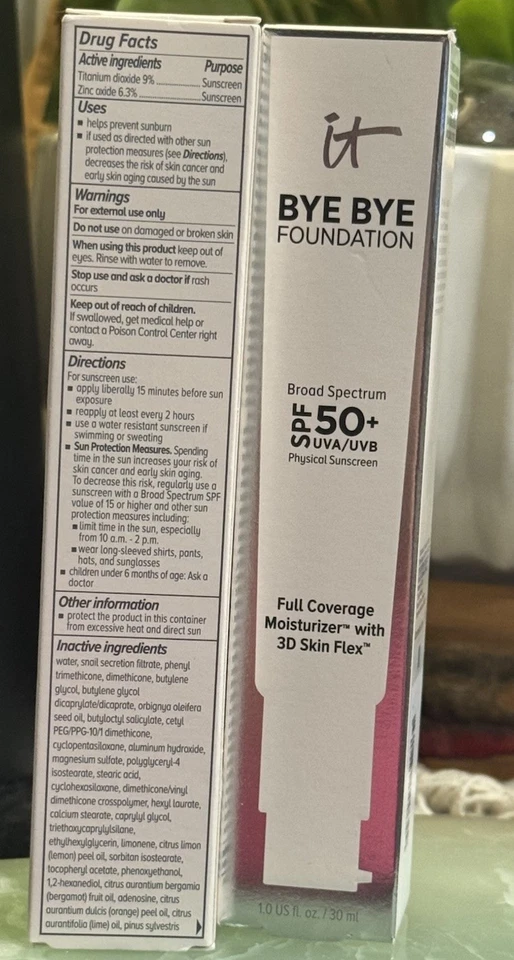 Drug Facts
Active ingredients Purpose
Titanium dioxide 9% Sunscreen
Zinc oxide 6.3% Sunscreen
Uses
■ helps prevent sunburn
■ if used as directed with other sun
protection measures (see Directions),
decreases the risk of skin cancer and
early skin aging caused by the sun
Warnings
For external use only
Do not use on damaged or broken skin
When using this product keep out of
eyes. Rinse with water to remove.
Stop use and ask a doctor if rash
occurs
Keep out of reach of children.
If swallowed, get medical help or
contact a Poison Control Center right
away.
Directions
For sunscreen use:
■ apply liberally 15 minutes before sun
exposure
■ reapply at least every 2 hours
■ use a water resistant sunscreen if
swimming or sweating
■ Sun Protection Measures. Spending
time in the sun increases your risk of
skin cancer and early skin aging.
To decrease this risk, regularly use a
sunscreen with a Broad Spectrum SPF
value of 15 or higher and other sun
protection measures including:
■ limit time in the sun, especially
from 10 a.m. - 2 p.m.
■ wear long-sleeved shirts, pants,
hats, and sunglasses
■ children under 6 months of age: Ask a
doctor
Other information
■ protect the product in this container
from excessive heat and direct sun
Inactive ingredients
water, snail secretion filtrate, phenyl
trimethicone, dimethicone, butylene
glycol, butylene glycol
dicaprylate/dicaprate, orbignya oleifera
seed oil, butyloctyl salicylate, cetyl
PEG/PPG-10/1 dimethicone,
cyclopentasiloxane, aluminum hydroxide,
magnesium sulfate, polyglyceryl-4
isostearate, stearic acid,
cyclohexasiloxane, dimethicone/vinyl
dimethicone crosspolymer, hexyl laurate,
calcium stearate, caprylyl glycol,
triethoxycaprylylsilane,
ethylhexylglycerin, limonene, citrus limon
(lemon) peel oil, sorbitan isostearate,
tocopheryl acetate, phenoxyethanol,
1,2-hexanediol, citrus aurantium bergamia
(bergamot) fruit oil, adenosine, citrus
aurantium dulcis (orange) peel oil, citrus
aurantifolia (lime) oil, pinus sylvestris
it
BYE BYE
FOUNDATION
Broad Spectrum
SPF 50+
UVA/UVB
Physical Sunscreen
Full Coverage
Moisturizer™ with
3D Skin Flex™
1.0 US fl. oz. / 30 ml